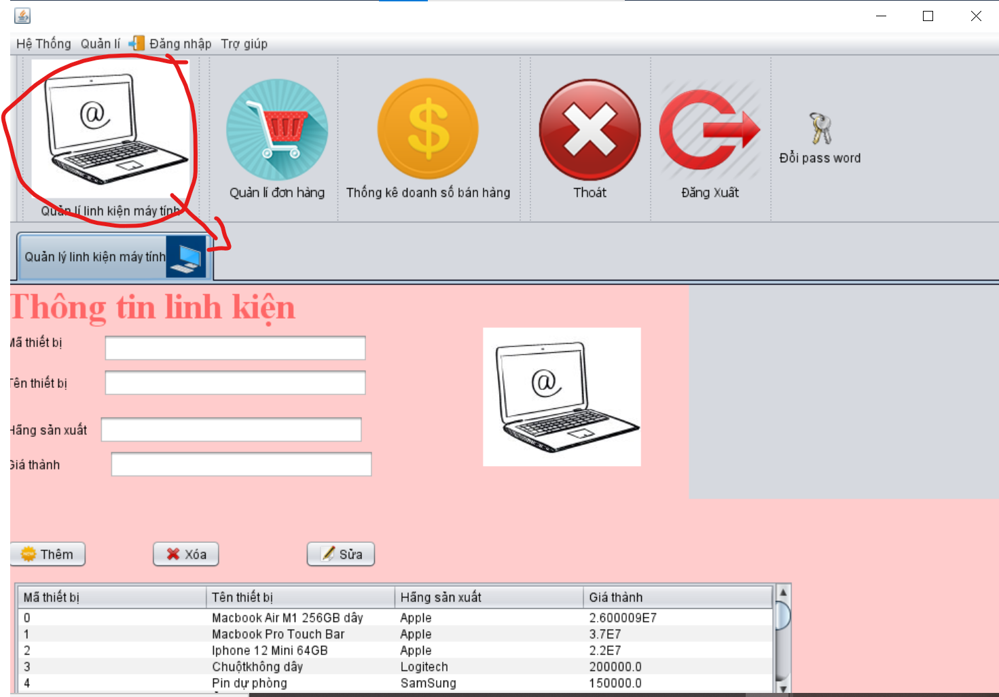 Hệ Thống Quản lí Đăng nhập Trợ giúp
@
$
Quản lí linh kiện máy tính
Quản lí đơn hàng
Thống kê doanh số bán hàng
Thoát
Đăng Xuất
Đổi pass word
Quản lý linh kiện máy tính
Thông tin linh kiện
Mã thiết bị
@
Tên thiết bị
Hãng sản xuất
Giá thành
NEW Thêm Xóa Sửa
Mã thiết bị Tên thiết bị Hãng sản xuất Giá thành
0 Macbook Air M1 256GB dây Apple 2.600009E7
1 Macbook Pro Touch Bar Apple 3.7E7
2 Iphone 12 Mini 64GB Apple 2.2E7
3 Chuộtkhông dây Logitech 200000.0
4 Pin dự phòng SamSung 150000.0